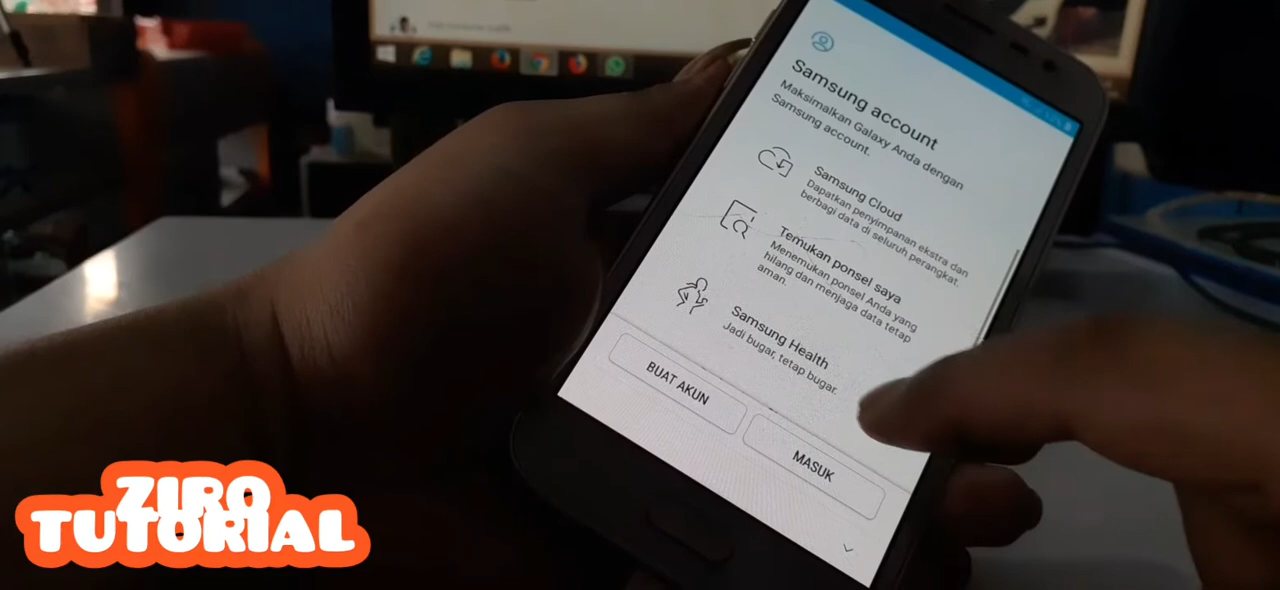 Samsung account
Maksimalkan Galaxy Anda dengan
Samsung account.
Samsung Cloud
Dapatkan penyimpanan ekstra dan
berbagi data di seluruh perangkat.
Temukan ponsel saya
Menemukan ponsel Anda yang
hilang dan menjaga data tetap
aman.
Samsung Health
Jadi bugar, tetap bugar.
BUAT AKUN
MASUK
ZIRO
TUTORIAL